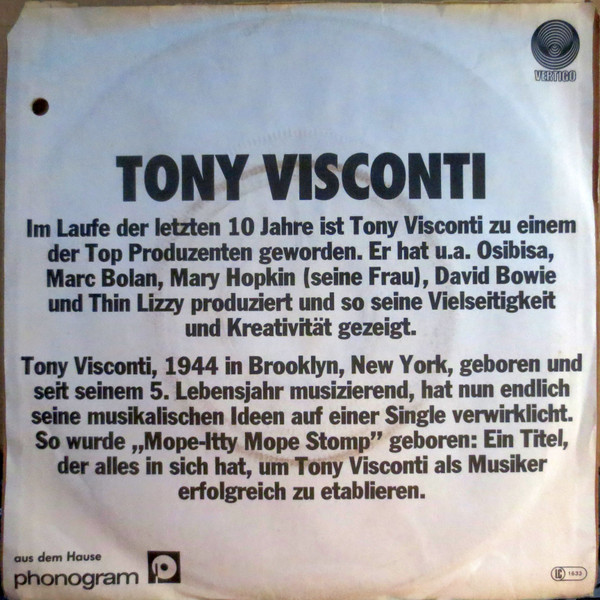 VERTIGO
TONY VISCONTI
Im Laufe der letzten 10 Jahre ist Tony Visconti zu einem
der Top Produzenten geworden. Er hat u.a. Osibisa,
Marc Bolan, Mary Hopkin (seine Frau), David Bowie
und Thin Lizzy produziert und so seine Vielseitigkeit
und Kreativität gezeigt.
Tony Visconti, 1944 in Brooklyn, New York, geboren und
seit seinem 5. Lebensjahr musizierend, hat nun endlich
seine musikalischen Ideen auf einer Single verwirklicht.
So wurde „Mope-Itty Mope Stomp” geboren: Ein Titel,
der alles in sich hat, um Tony Visconti als Musiker
erfolgreich zu etablieren.
aus dem Hause
phonogram
LC 1633